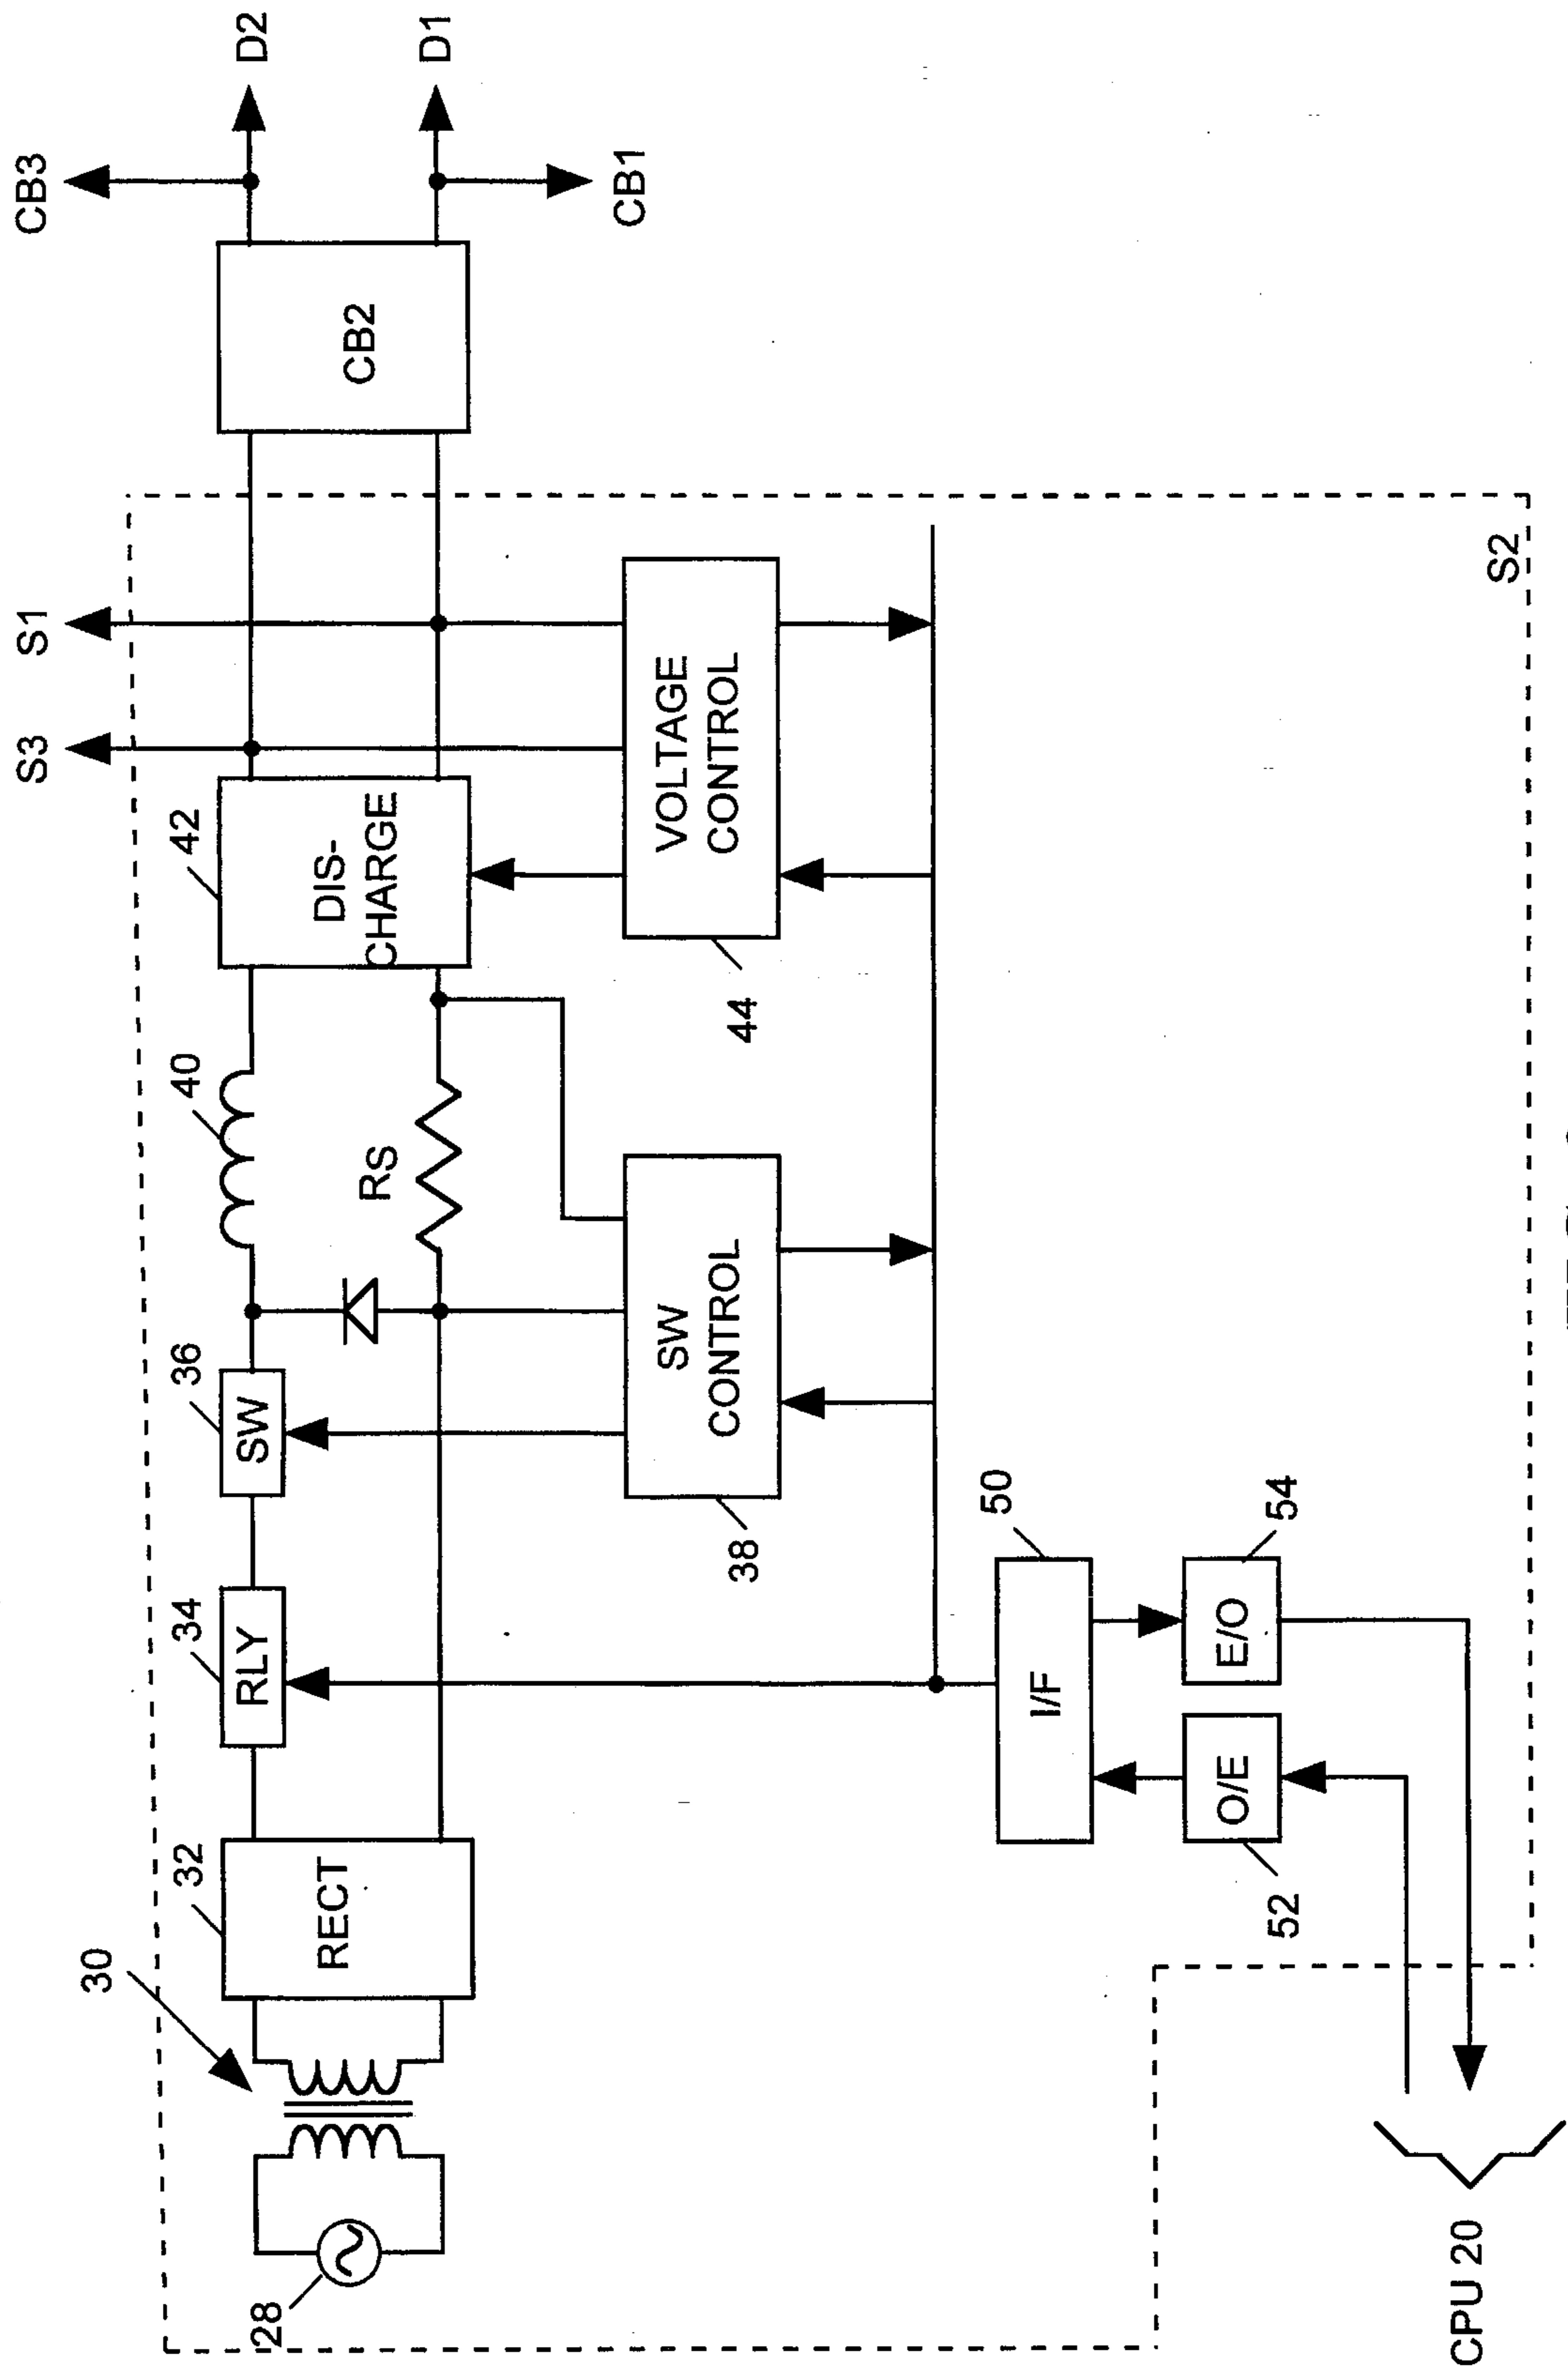 CB3
D2
D1
CB1
CB2
S3
S1
42
DIS-
CHARGE
VOLTAGE
CONTROL
44
40
RS
36
SW
SW
CONTROL
38
34
RLY
32
RECT
30
28
50
I/F
54
E/O
O/E
52
S2
CPU 20